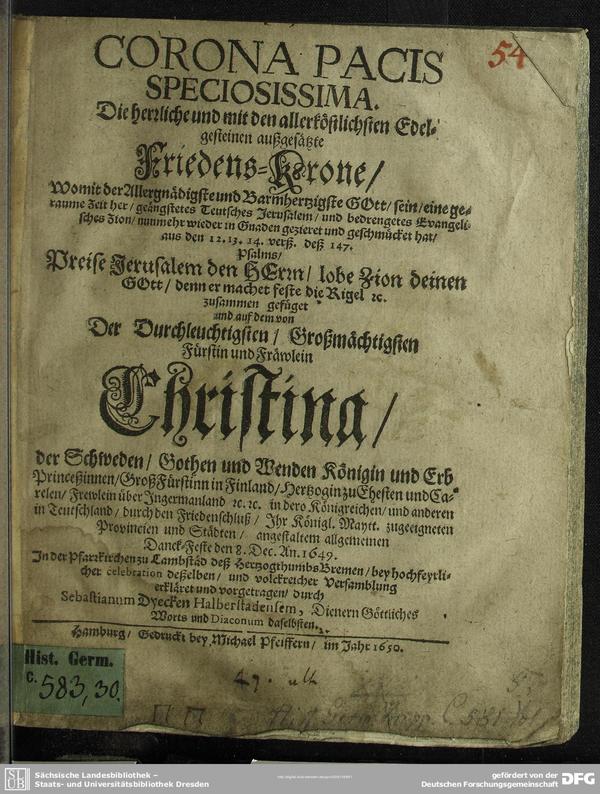 CORONA PACIS
54
SPECIOSISSIMA.
Die herrliche und mit den allerköstlichsten Edel-
gesteinen außgesätzte
Friedens-Krone/
Womit der Allergnädigste und Barmhertzigste GOtt/ sein/ eine ge-
raume Zeit her/ geängstetes Teutsches Jerusalem/ und bedrengetes Evangeli-
sches Zion/ nunmehr wieder in Gnaden gezieret und geschmücket hat/
aus den 12. 13. 14. verß. deß 147.
Psalms/
Preise Jerusalem den HErrn/ lobe Zion deinen
GOtt/ denn er machet feste die Rigel ꝛc.
zusammen gefüget
und auf dem von
Der Durchleuchtigsten/ Großmächtigsten
Fürstin und Fräwlein
Christina/
der Schweden/ Gothen und Wenden Königin und Erb
Princeßinnen/ GroßFürstinn in Finland/ Hertzogin zu Ehesten und Ca-
relen/ Frewlein über Ingermanland ꝛc. ꝛc. in dero Königreichen/ und anderen
in Teutschland/ durch den Friedenschluß/ Ihr Königl. Maytt. zugeeigneten
Provincien und Städten/ angestaltem allgemeinen
Danck-Feste den 8. Dec. An. 1649.
In der Pfarrkirchen zu Lambstäd deß Hertzogthumbs Bremen/ bey hochfeyrli-
cher celebration deßelben/ und volckreicher Versamblung
erkläret und vorgetragen/ durch
Sebastianum Dyecken Halberstadensem, Dienern Göttliches
Worts und Diaconum daselbsten.
Hamburg/ Gedruckt bey Michael Pfeiffern/ im Jahr 1650.
Hist. Germ.
C. 583,30.
SLUB
Sächsische Landesbibliothek –
Staats- und Universitätsbibliothek Dresden
gefördert von der
Deutschen Forschungsgemeinschaft
DFG